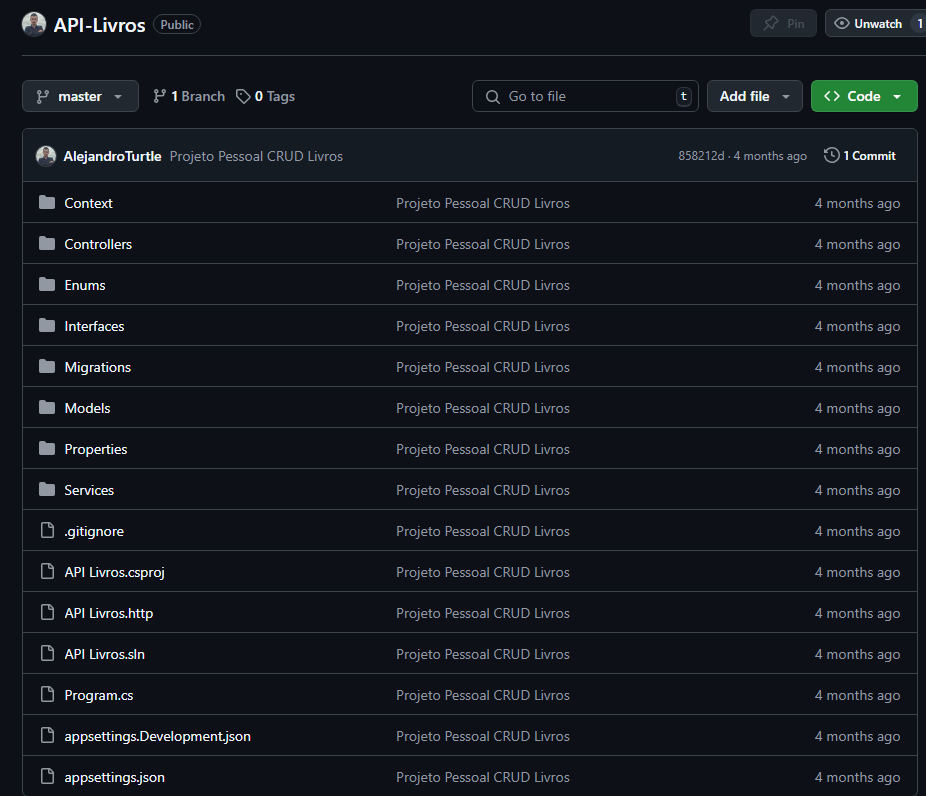 API-Livros Public Pin Unwatch 1
master 1 Branch 0 Tags Go to file t Add file Code
AlejandroTurtle Projeto Pessoal CRUD Livros 858212d · 4 months ago 1 Commit
Context Projeto Pessoal CRUD Livros 4 months ago
Controllers Projeto Pessoal CRUD Livros 4 months ago
Enums Projeto Pessoal CRUD Livros 4 months ago
Interfaces Projeto Pessoal CRUD Livros 4 months ago
Migrations Projeto Pessoal CRUD Livros 4 months ago
Models Projeto Pessoal CRUD Livros 4 months ago
Properties Projeto Pessoal CRUD Livros 4 months ago
Services Projeto Pessoal CRUD Livros 4 months ago
.gitignore Projeto Pessoal CRUD Livros 4 months ago
API Livros.csproj Projeto Pessoal CRUD Livros 4 months ago
API Livros.http Projeto Pessoal CRUD Livros 4 months ago
API Livros.sln Projeto Pessoal CRUD Livros 4 months ago
Program.cs Projeto Pessoal CRUD Livros 4 months ago
appsettings.Development.json Projeto Pessoal CRUD Livros 4 months ago
appsettings.json Projeto Pessoal CRUD Livros 4 months ago